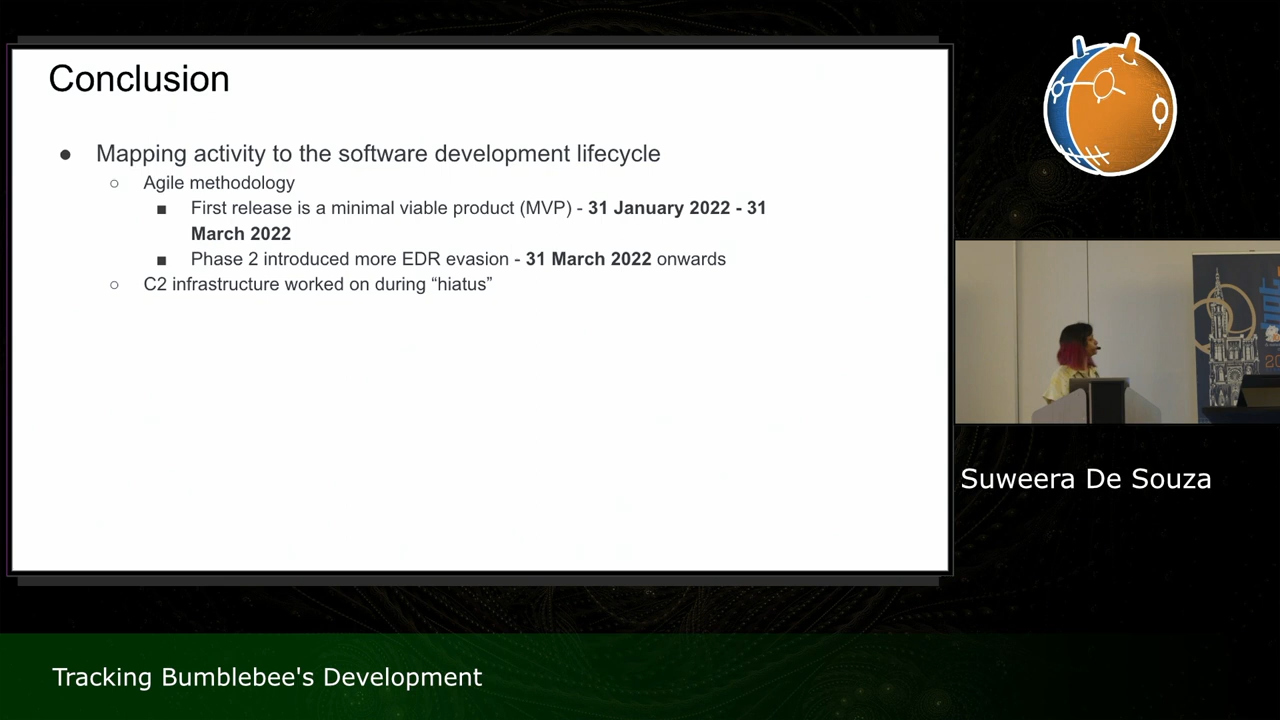 Conclusion
● Mapping activity to the software development lifecycle
○ Agile methodology
■ First release is a minimal viable product (MVP) - 31 January 2022 - 31
March 2022
■ Phase 2 introduced more EDR evasion - 31 March 2022 onwards
○ C2 infrastructure worked on during “hiatus”
Suweera De Souza
Tracking Bumblebee's Development